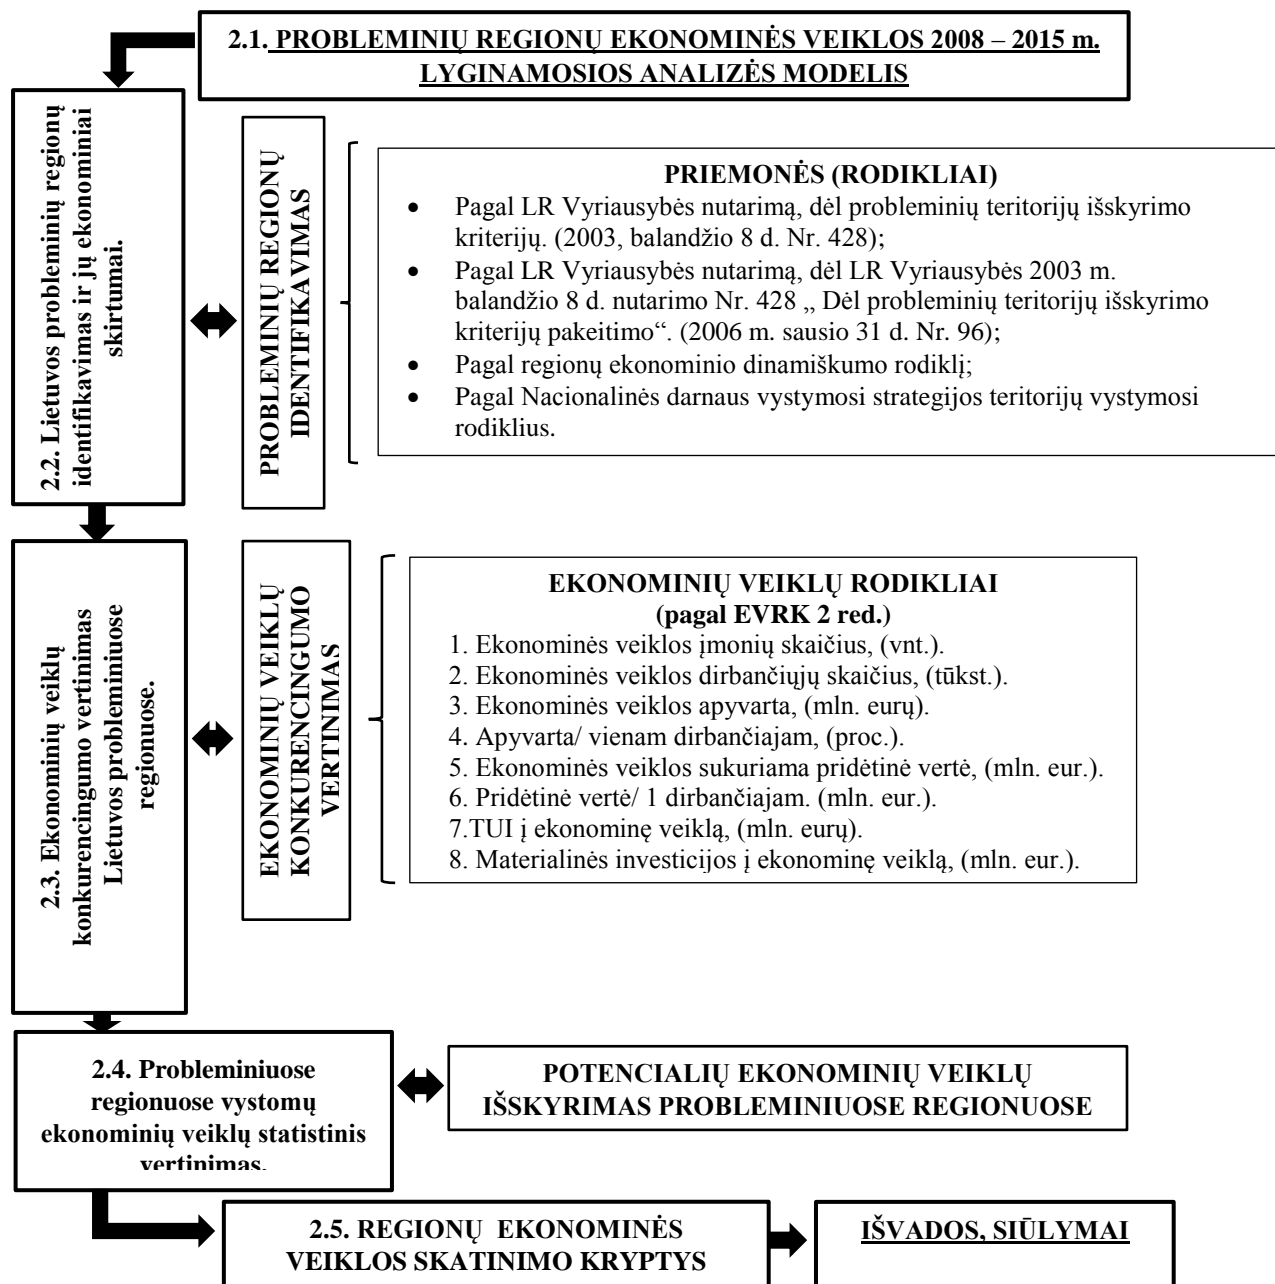 2.1. PROBLEMINIŲ REGIONŲ EKONOMINĖS VEIKLOS 2008 – 2015 m.
LYGINAMOSIOS ANALIZĖS MODELIS
2.2. Lietuvos probleminių regionų
identifikavimas ir jų ekonominiai
skirtumai.
PROBLEMINIŲ REGIONŲ
IDENTIFIKAVIMAS
PRIEMONĖS (RODIKLIAI)
• Pagal LR Vyriausybės nutarimą, dėl probleminių teritorijų išskyrimo
kriterijų. (2003, balandžio 8 d. Nr. 428);
• Pagal LR Vyriausybės nutarimą, dėl LR Vyriausybės 2003 m.
balandžio 8 d. nutarimo Nr. 428 „ Dėl probleminių teritorijų išskyrimo
kriterijų pakeitimo“. (2006 m. sausio 31 d. Nr. 96);
• Pagal regionų ekonominio dinamiškumo rodiklį;
• Pagal Nacionalinės darnaus vystymosi strategijos teritorijų vystymosi
rodiklius.
2.3. Ekonominių veiklų
konkurencingumo vertinimas
Lietuvos probleminiuose
regionuose.
EKONOMINIŲ VEIKLŲ
KONKURENCINGUMO
VERTINIMAS
EKONOMINIŲ VEIKLŲ RODIKLIAI
(pagal EVRK 2 red.)
1. Ekonominės veiklos įmonių skaičius, (vnt.).
2. Ekonominės veiklos dirbančiųjų skaičius, (tūkst.).
3. Ekonominės veiklos apyvarta, (mln. eurų).
4. Apyvarta/ vienam dirbančiajam, (proc.).
5. Ekonominės veiklos sukuriama pridėtinė vertė, (mln. eur.).
6. Pridėtinė vertė/ 1 dirbančiajam. (mln. eur.).
7.TUI į ekonominę veiklą, (mln. eurų).
8. Materialinės investicijos į ekonominę veiklą, (mln. eur.).
2.4. Probleminiuose
regionuose vystomų
ekonominių veiklų statistinis
vertinimas.
POTENCIALIŲ EKONOMINIŲ VEIKLŲ
IŠSKYRIMAS PROBLEMINIUOSE REGIONUOSE
2.5. REGIONŲ EKONOMINĖS
VEIKLOS SKATINIMO KRYPTYS
IŠVADOS, SIŪLYMAI